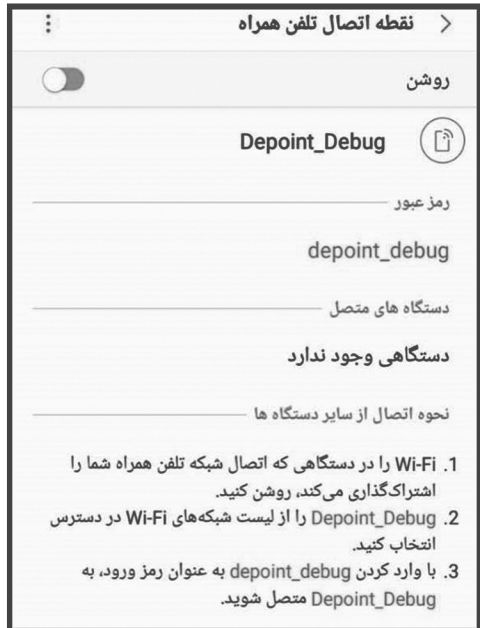 نقطه اتصال تلفن همراه
روشن
Depoint_Debug
رمز عبور
depoint_debug
دستگاه های متصل
دستگاهی وجود ندارد
نحوه اتصال از سایر دستگاه ها
1. Wi-Fi را در دستگاهی که اتصال شبکه تلفن همراه شما را
اشتراک‌گذاری می‌کند، روشن کنید.
2. Depoint_Debug را از لیست شبکه‌های Wi-Fi در دسترس
انتخاب کنید.
3. با وارد کردن depoint_debug به عنوان رمز ورود، به
Depoint_Debug متصل شوید.